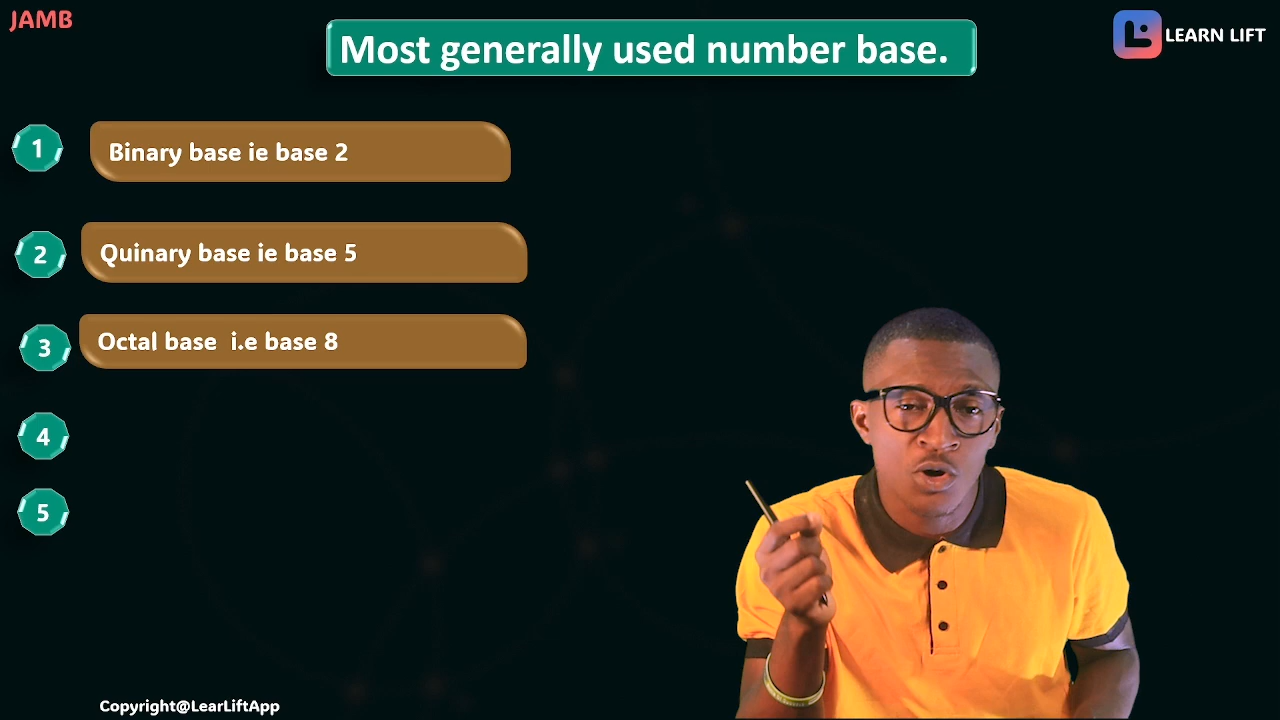 JAMB
Most generally used number base.
LEARN LIFT
1
Binary base ie base 2
2
Quinary base ie base 5
3
Octal base  i.e base 8
4
5
Copyright@LearLiftApp